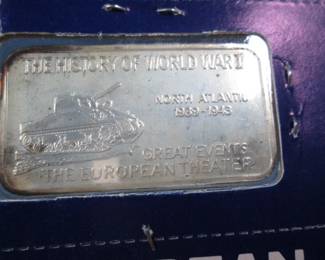 THE HISTORY OF WORLD WAR II
NORTH ATLANTIC
1939-1943
GREAT EVENTS
THE EUROPEAN THEATER